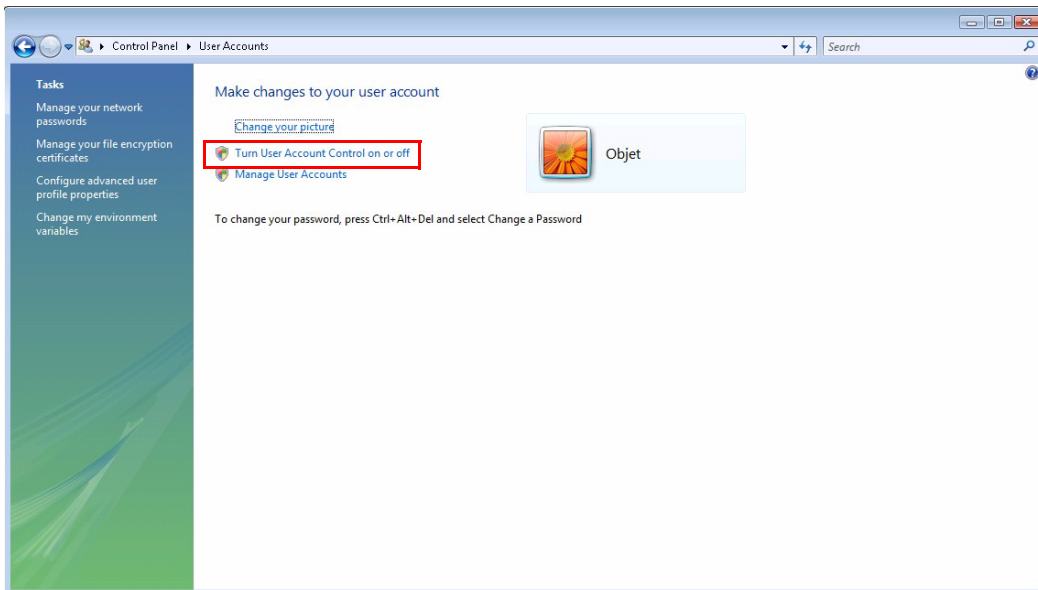 Control Panel
User Accounts
Search
Tasks
Manage your network
passwords
Manage your file encryption
certificates
Configure advanced user
profile properties
Change my environment
variables
Make changes to your user account
Change your picture
Turn User Account Control on or off
Manage User Accounts
Objet
To change your password, press Ctrl+Alt+Del and select Change a Password